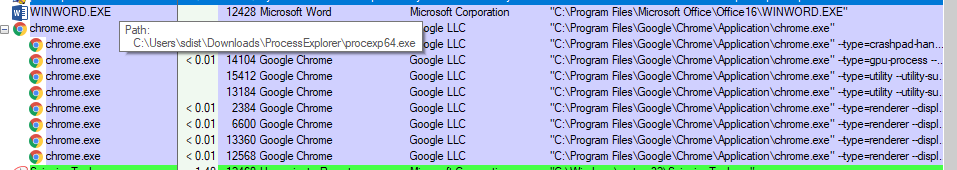 WINWORD.EXE 12428 Microsoft Word Microsoft Corporation "C:\Program Files\Microsoft Office\Office16\WINWORD.EXE"
chrome.exe LLC "C:\Program Files\Google\Chrome\Application\chrome.exe"
Path:
C:\Users\sdist\Downloads\ProcessExplorer\procexp64.exe
chrome.exe LLC "C:\Program Files\Google\Chrome\Application\chrome.exe" --type=crashpad-han...
chrome.exe < 0.01 14104 Google Chrome Google LLC "C:\Program Files\Google\Chrome\Application\chrome.exe" --type=gpu-process --...
chrome.exe 15412 Google Chrome Google LLC "C:\Program Files\Google\Chrome\Application\chrome.exe" --type=utility --utility-su...
chrome.exe 13184 Google Chrome Google LLC "C:\Program Files\Google\Chrome\Application\chrome.exe" --type=utility --utility-su...
chrome.exe < 0.01 2384 Google Chrome Google LLC "C:\Program Files\Google\Chrome\Application\chrome.exe" --type=renderer --displ...
chrome.exe < 0.01 6600 Google Chrome Google LLC "C:\Program Files\Google\Chrome\Application\chrome.exe" --type=renderer --displ...
chrome.exe < 0.01 13360 Google Chrome Google LLC "C:\Program Files\Google\Chrome\Application\chrome.exe" --type=renderer --displ...
chrome.exe < 0.01 12568 Google Chrome Google LLC "C:\Program Files\Google\Chrome\Application\chrome.exe" --type=renderer --displ...